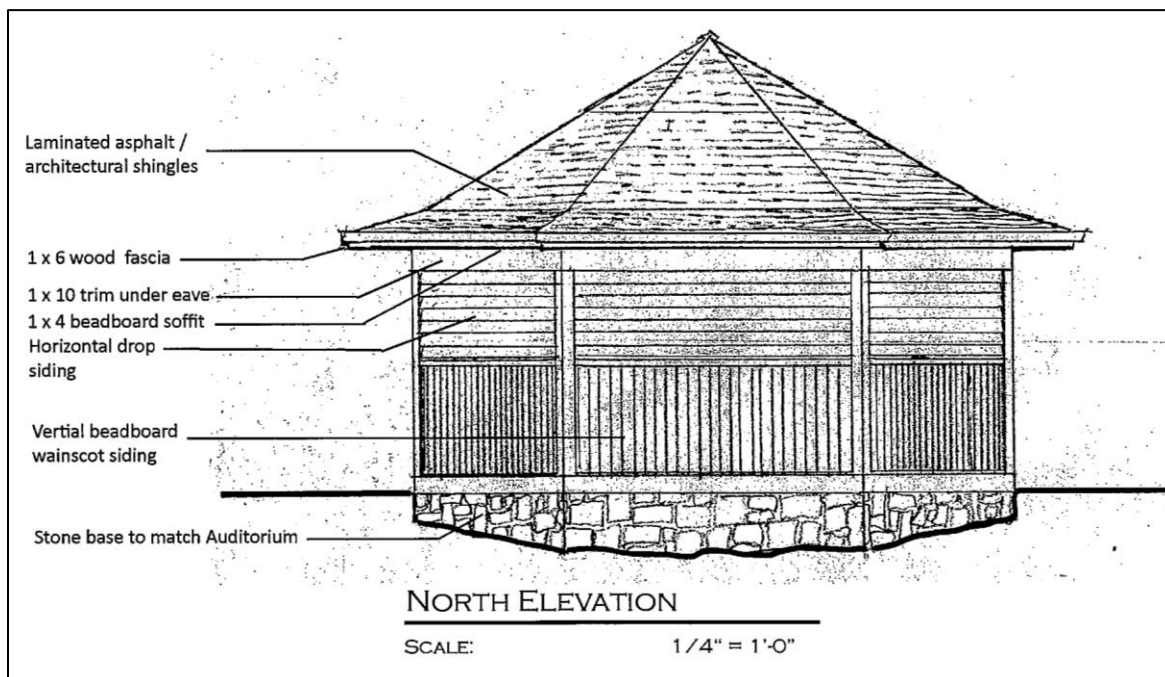 Laminated asphalt /
architectural shingles
1 x 6 wood fascia
1 x 10 trim under eave
1 x 4 beadboard soffit
Horizontal drop
siding
Vertial beadboard
wainscot siding
Stone base to match Auditorium
NORTH ELEVATION
SCALE: 1/4" = 1'-0"